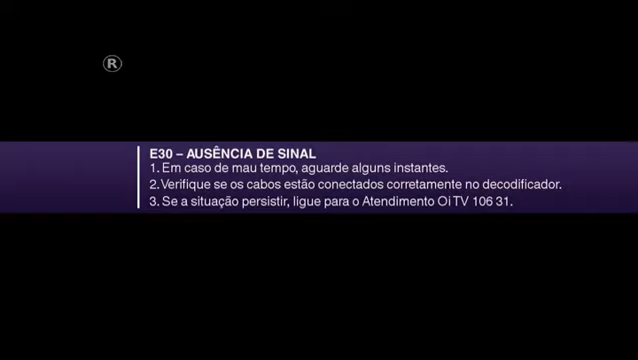 ®
E30 – AUSÊNCIA DE SINAL
1. Em caso de mau tempo, aguarde alguns instantes.
2. Verifique se os cabos estão conectados corretamente no decodificador.
3. Se a situação persistir, ligue para o Atendimento Oi TV 106 31.